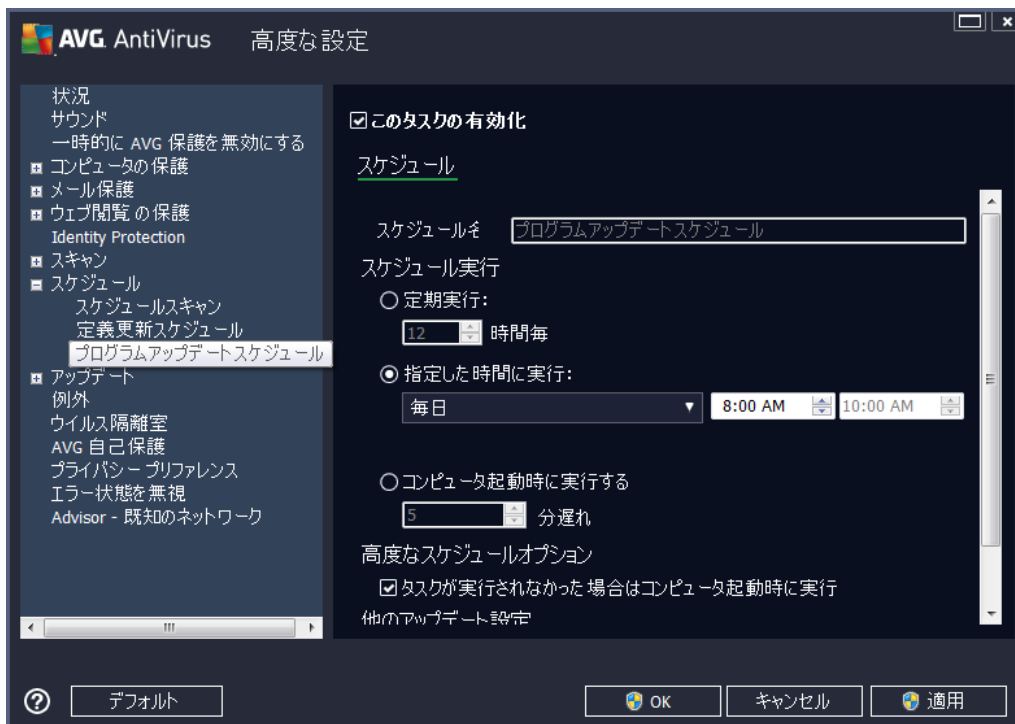 AVG AntiVirus 高度な設定
状況
サウンド
一時的に AVG 保護を無効にする
コンピュータの保護
メール保護
ウェブ閲覧 の保護
Identity Protection
スキャン
スケジュール
スケジュールスキャン
定義更新スケジュール
プログラムアップデートスケジュール
アップデート
例外
ウイルス隔離室
AVG 自己保護
プライバシー プリファレンス
エラー状態を無視
Advisor - 既知のネットワーク
このタスクの有効化
スケジュール
スケジュール名 プログラムアップデートスケジュール
スケジュール実行
定期実行:
12 時間毎
指定した時間に実行:
毎日 8:00 AM 10:00 AM
コンピュータ起動時に実行する
5 分遅れ
高度なスケジュールオプション
タスクが実行されなかった場合はコンピュータ起動時に実行
他のアップデート設定
? デフォルト OK キャンセル 適用